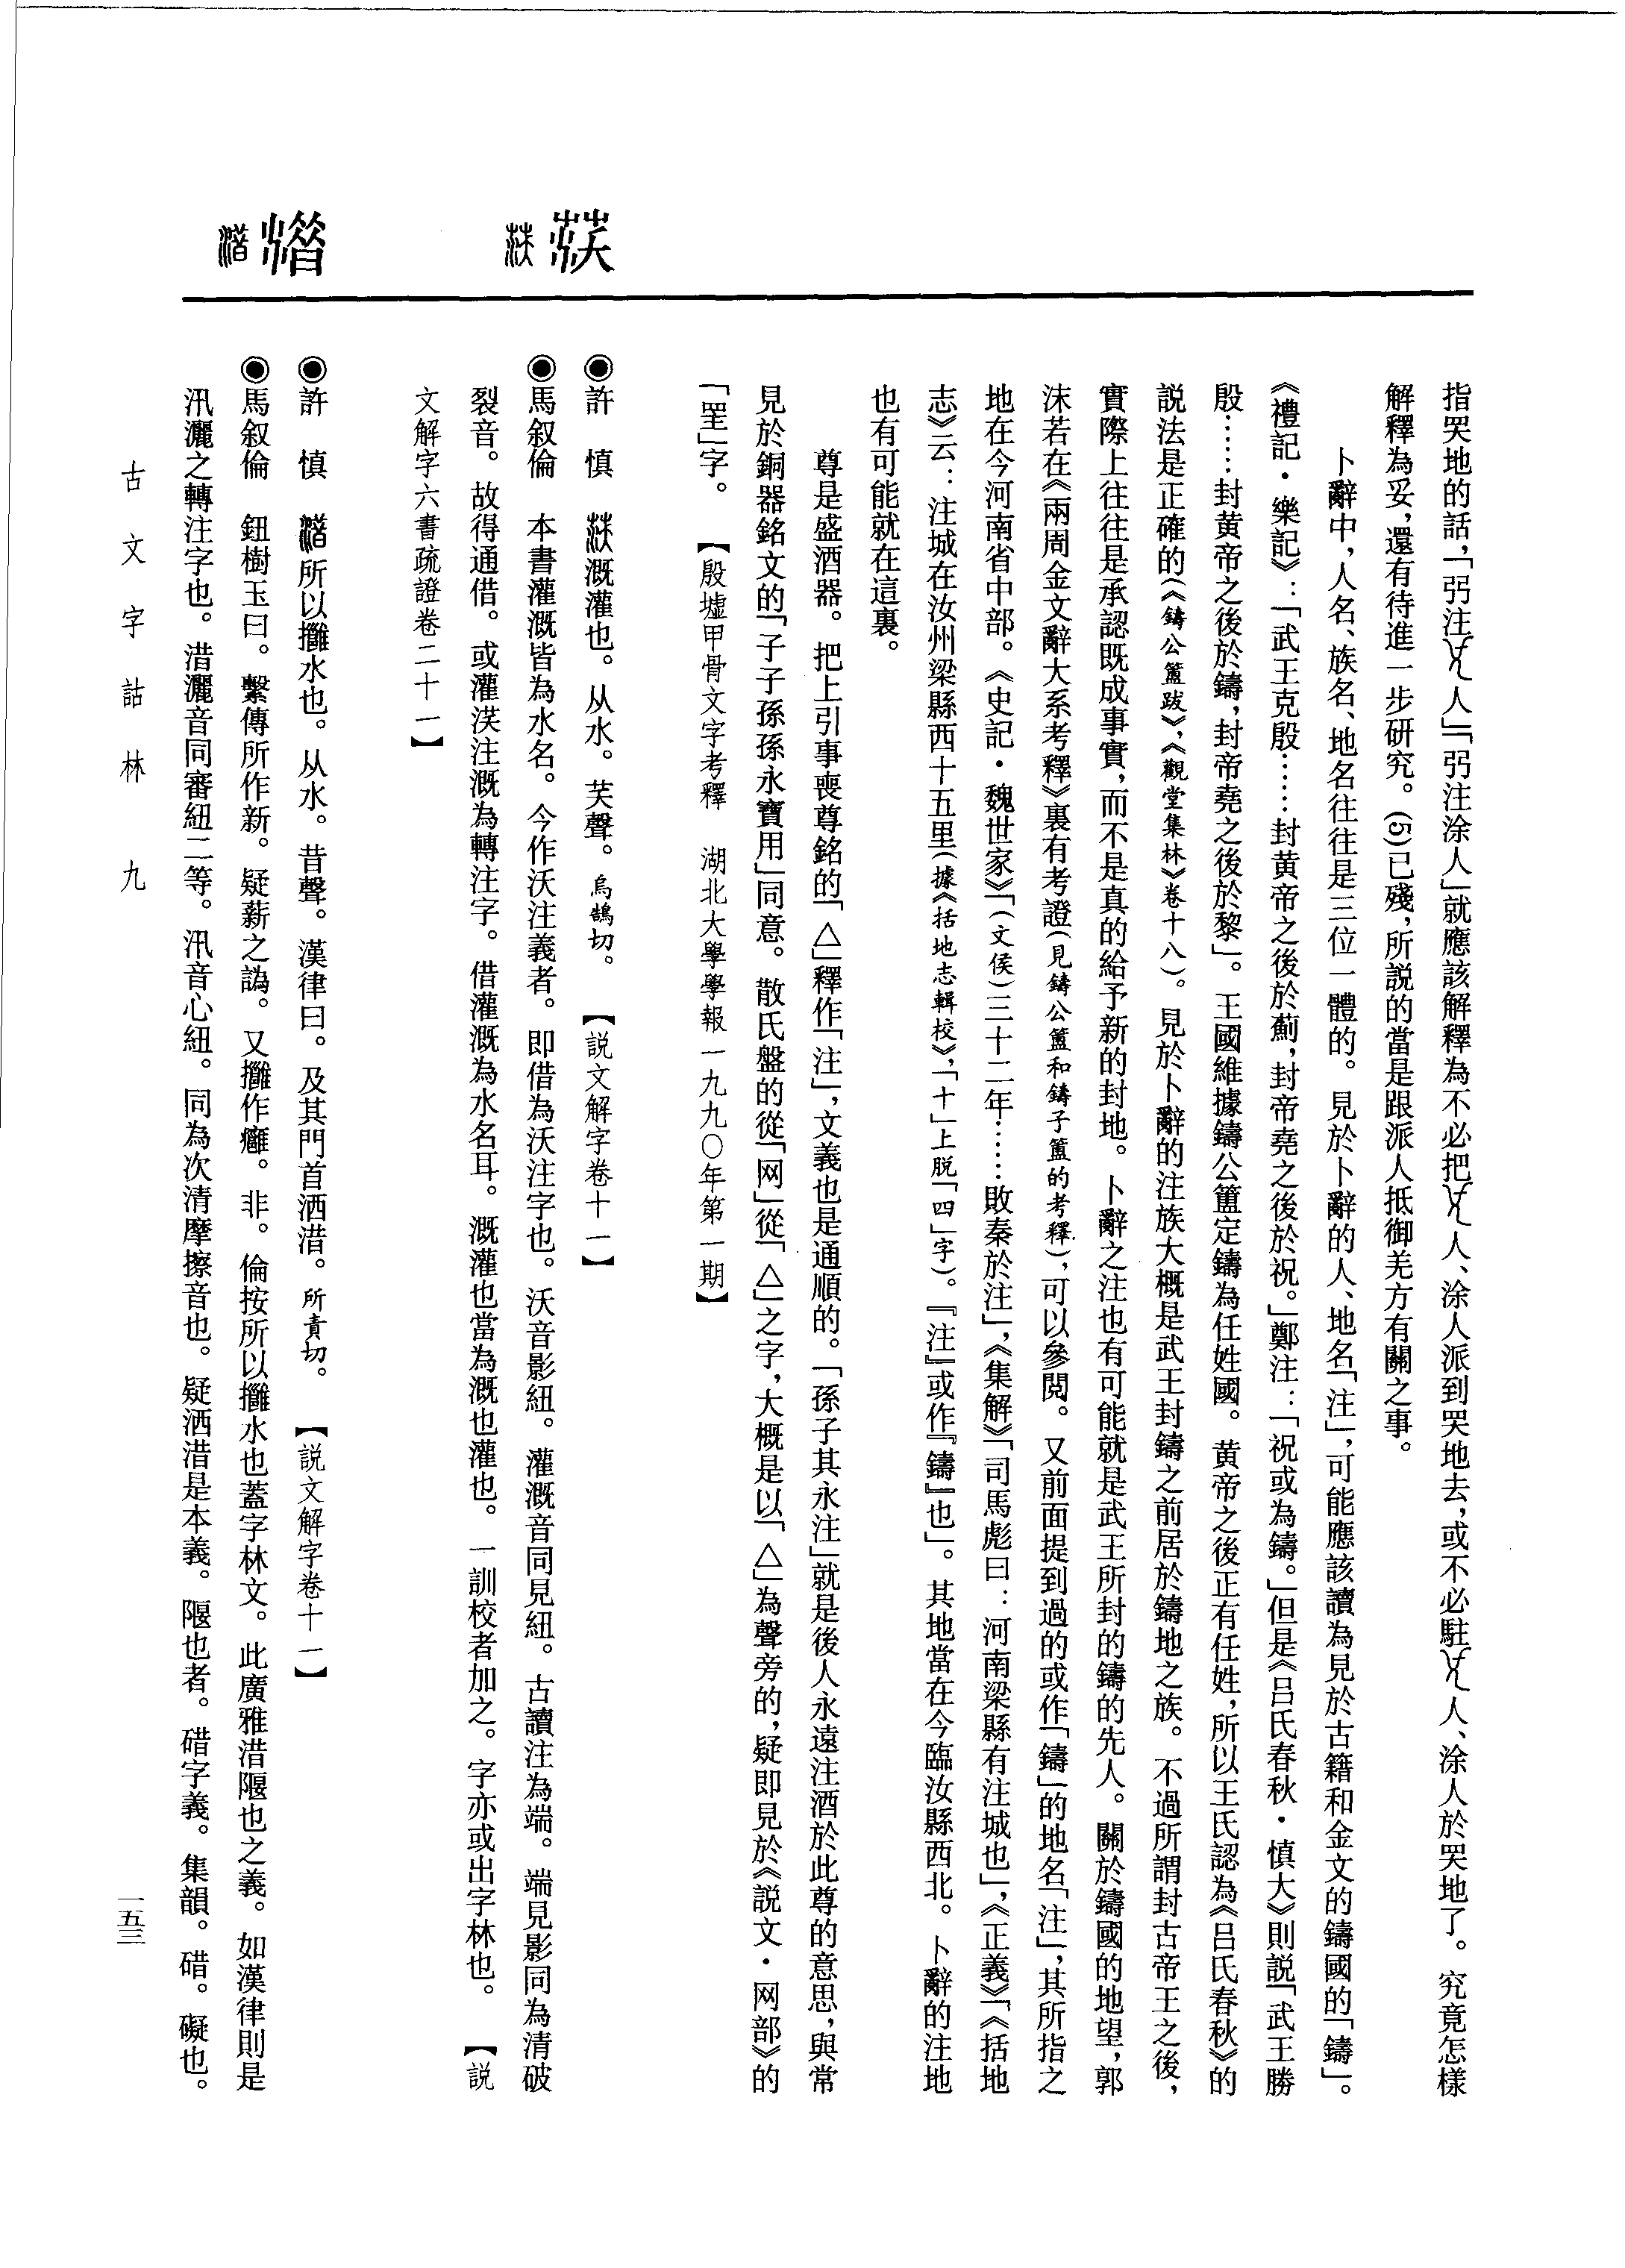 指哭地的話，「弜注人」「弜注涂人」就應該解釋為不必把人、涂人派到哭地去，或不必駐人、涂人於哭地了。究竟怎樣
解釋為妥，還有待進一步研究。(5)已殘，所説的當是跟派人抵御羌方有關之事。
卜辭中，人名、族名、地名往往是三位一體的。見於卜辭的人、地名「注」，可能應該讀為見於古籍和金文的鑄國的「鑄」。
《禮記·樂記》：「武王克殷……封黄帝之後於薊，封帝堯之後於祝。」鄭注：「祝或為鑄。」但是《吕氏春秋·慎大》則説「武王勝
殷……封黄帝之後於鑄，封帝堯之後於黎」。王國維據鑄公簠定鑄為任姓國。黄帝之後正有任姓，所以王氏認為《吕氏春秋》的
説法是正確的（《鑄公簠跋》，《觀堂集林》卷十八）。見於卜辭的注族大概是武王封鑄之前居於鑄地之族。不過所謂封古帝王之後，
實際上往往是承認既成事實，而不是真的給予新的封地。卜辭之注也有可能就是武王所封的鑄的先人。關於鑄國的地望，郭
沫若在《兩周金文辭大系考釋》裏有考證（見鑄公簠和鑄子簠的考釋），可以參閲。又前面提到過的或作「鑄」的地名「注」，其所指之
地在今河南省中部。《史記·魏世家》「（文侯）三十二年……敗秦於注」，《集解》「司馬彪曰：河南梁縣有注城也」，《正義》「《括地
志》云：注城在汝州梁縣西十五里（據《括地志輯校》，「十」上脱「四」字）。『注』或作『鑄』也」。其地當在今臨汝縣西北。卜辭的注地
也有可能就在這裏。
尊是盛酒器。把上引事喪尊銘的「△」釋作「注」，文義也是通順的。「孫子其永注」就是後人永遠注酒於此尊的意思，與常
見於銅器銘文的「子子孫孫永寶用」同意。散氏盤的從「网」從「△」之字，大概是以「△」為聲旁的，疑即見於《説文·网部》的
「罜」字。　【殷墟甲骨文字考釋　湖北大學學報一九九〇年第一期】
◉許　慎　㵗溉灌也。从水。芺聲。烏鵠切。　【説文解字卷十一】
◉馬叙倫　本書灌溉皆為水名。今作沃注義者。即借為沃注字也。沃音影紐。灌溉音同見紐。古讀注為端。端見影同為清破
裂音。故得通借。或灌渼注溉為轉注字。借灌溉為水名耳。溉灌也當為溉也灌也。一訓校者加之。字亦或出字林也。　【説
文解字六書疏證卷二十一】
◉許　慎　㴽所以攤水也。从水。昔聲。漢律曰。及其門首洒㴽。所責切。　【説文解字卷十一】
◉馬叙倫　鈕樹玉曰。繫傳所作新。疑薪之譌。又攤作癰。非。倫按所以攤水也蓋字林文。此廣雅㴽隁也之義。如漢律則是
汛灑之轉注字也。㴽灑音同審紐二等。汛音心紐。同為次清摩擦音也。疑洒㴽是本義。隁也者。碏字義。集韻。碏。礙也。
古文字詁林　九
一五三